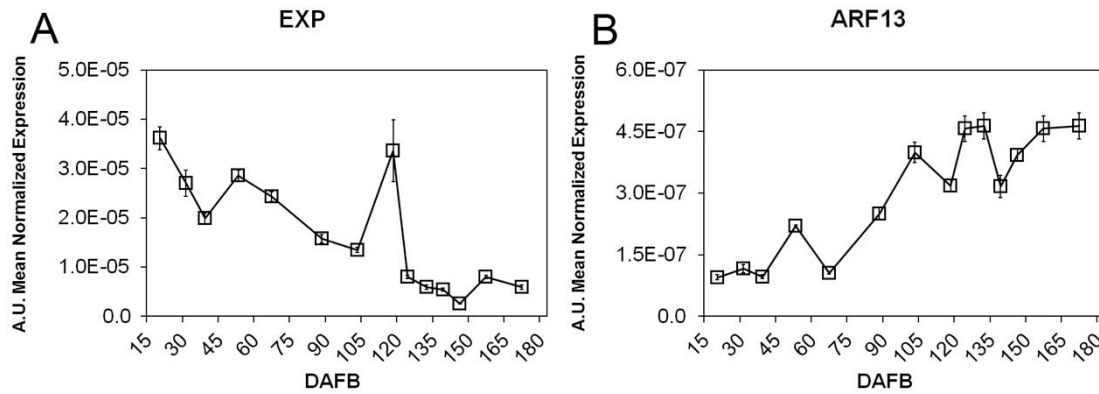 A
EXP
A.U. Mean Normalized Expression
5.0E-05
4.0E-05
3.0E-05
2.0E-05
1.0E-05
0.0
15 30 45 60 75 90 105 120 135 150 165 180
DAFB
B
ARF13
A.U. Mean Normalized Expression
6.0E-07
4.5E-07
3.0E-07
1.5E-07
0.0
15 30 45 60 75 90 105 120 135 150 165 180
DAFB